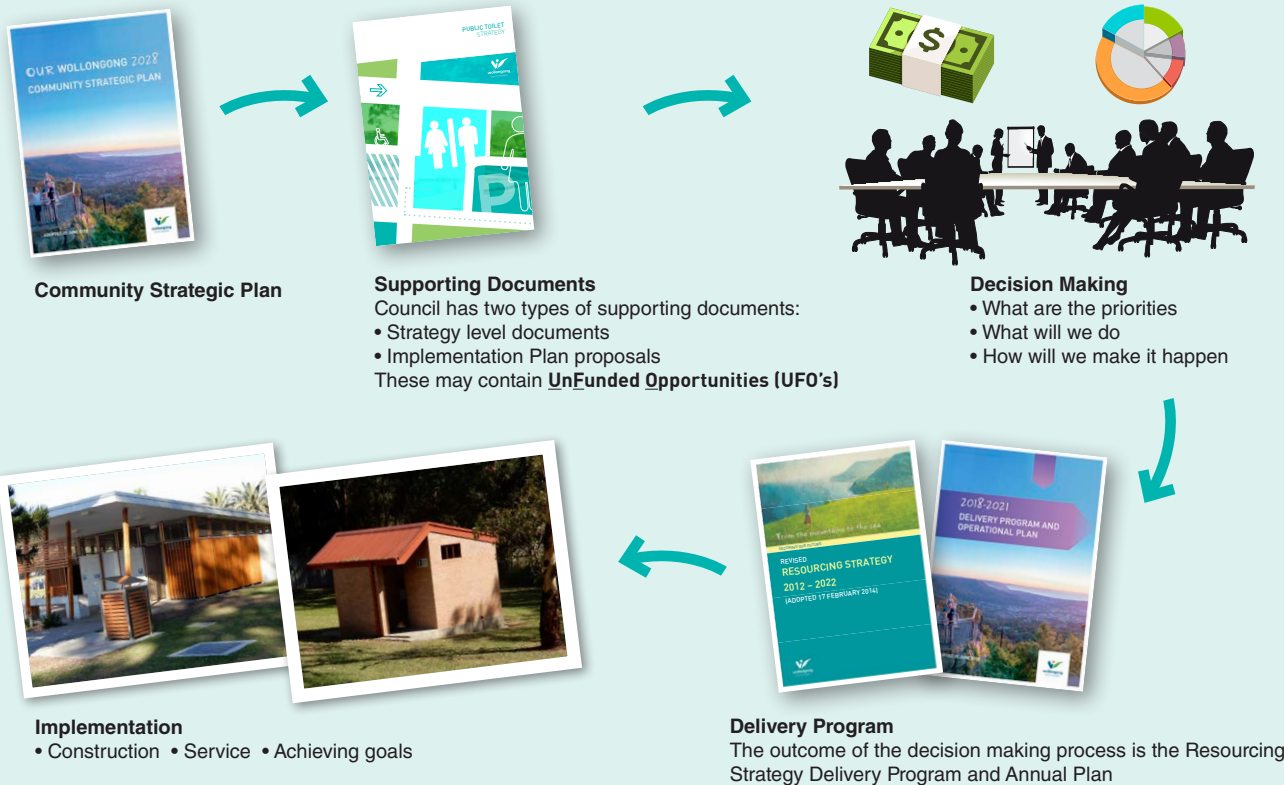 OUR WOLLONGONG 2028
COMMUNITY STRATEGIC PLAN
wollongong
Community Strategic Plan
PUBLIC TOILET
STRATEGY
wollongong
P
Supporting Documents
Council has two types of supporting documents:
• Strategy level documents
• Implementation Plan proposals
These may contain UnFunded Opportunities (UFO's)
$
Decision Making
• What are the priorities
• What will we do
• How will we make it happen
From the mountains to the sea
REVISED
RESOURCING STRATEGY
2012 – 2022
(ADOPTED 17 FEBRUARY 2014)
wollongong
2018-2021
DELIVERY PROGRAM AND
OPERATIONAL PLAN
wollongong
Delivery Program
The outcome of the decision making process is the Resourcing
Strategy Delivery Program and Annual Plan
Implementation
• Construction • Service • Achieving goals